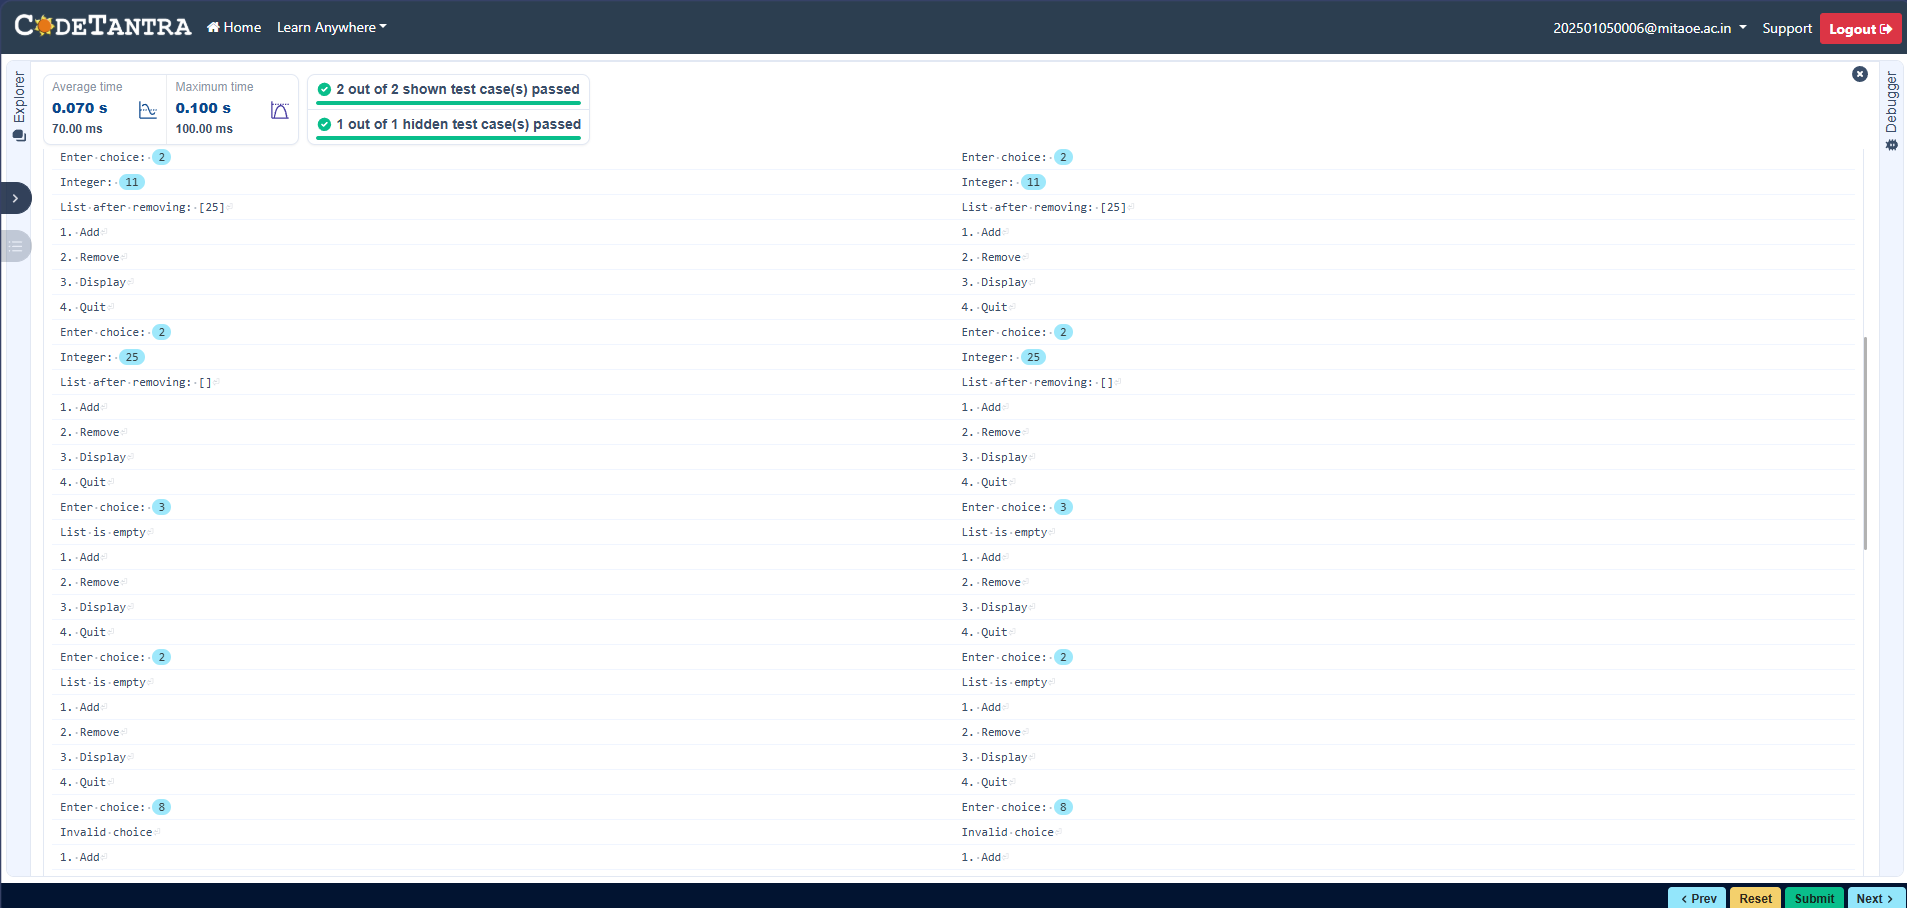 CODETANTRA Home Learn Anywhere 202501050006@mitaoe.ac.in Support Logout
Explorer
Debugger
Average time
0.070 s
70.00 ms
Maximum time
0.100 s
100.00 ms
2 out of 2 shown test case(s) passed
1 out of 1 hidden test case(s) passed
Enter choice: 2 Enter choice: 2
Integer: 11 Integer: 11
List after removing: [25] List after removing: [25]
1. Add 1. Add
2. Remove 2. Remove
3. Display 3. Display
4. Quit 4. Quit
Enter choice: 2 Enter choice: 2
Integer: 25 Integer: 25
List after removing: [] List after removing: []
1. Add 1. Add
2. Remove 2. Remove
3. Display 3. Display
4. Quit 4. Quit
Enter choice: 3 Enter choice: 3
List is empty List is empty
1. Add 1. Add
2. Remove 2. Remove
3. Display 3. Display
4. Quit 4. Quit
Enter choice: 2 Enter choice: 2
List is empty List is empty
1. Add 1. Add
2. Remove 2. Remove
3. Display 3. Display
4. Quit 4. Quit
Enter choice: 8 Enter choice: 8
Invalid choice Invalid choice
1. Add 1. Add
Prev Reset Submit Next